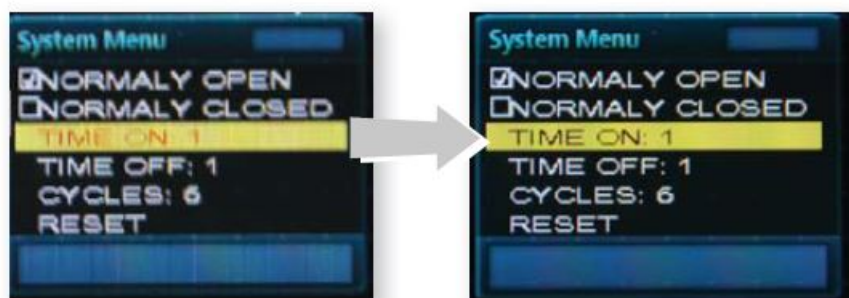 System Menu
NORMALY OPEN
NORMALY CLOSED
TIME ON: 1
TIME OFF: 1
CYCLES: 6
RESET
System Menu
NORMALY OPEN
NORMALY CLOSED
TIME ON: 1
TIME OFF: 1
CYCLES: 6
RESET